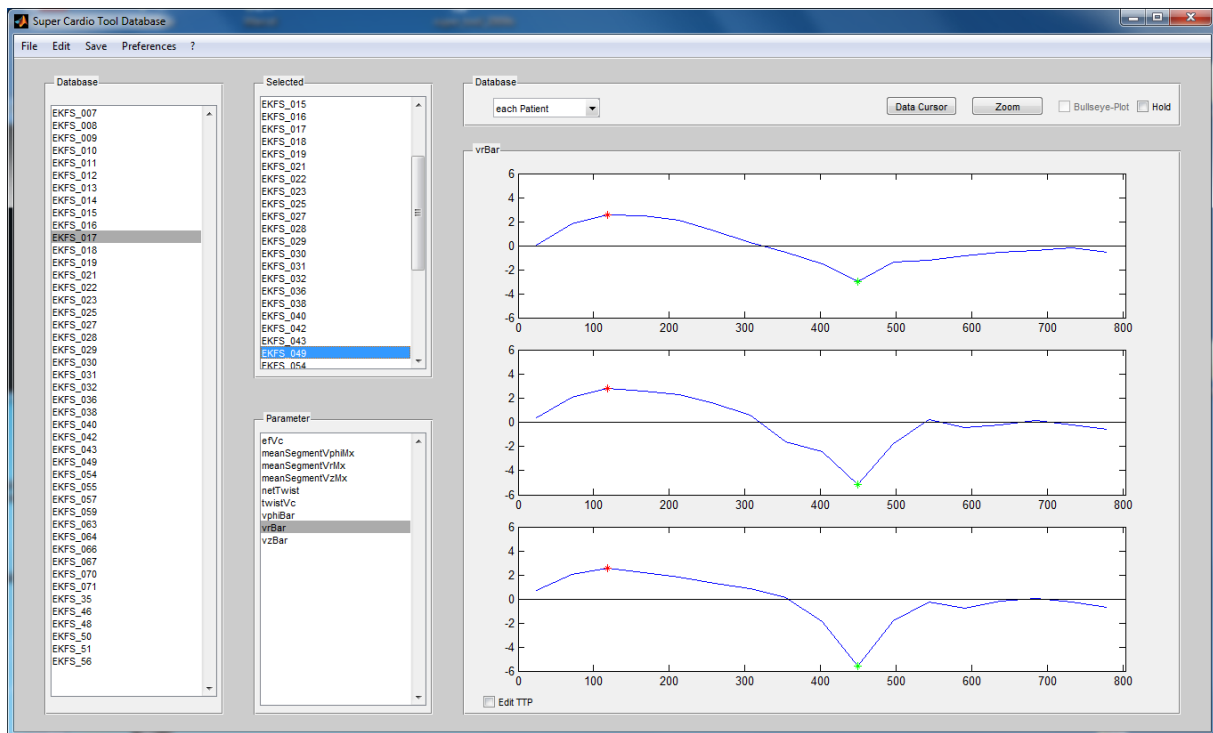 Super Cardio Tool Database
File Edit Save Preferences ?
Database
EKFS_007
EKFS_008
EKFS_009
EKFS_010
EKFS_011
EKFS_012
EKFS_013
EKFS_014
EKFS_015
EKFS_016
EKFS_017
EKFS_018
EKFS_019
EKFS_021
EKFS_022
EKFS_023
EKFS_025
EKFS_027
EKFS_028
EKFS_029
EKFS_030
EKFS_031
EKFS_032
EKFS_036
EKFS_038
EKFS_040
EKFS_042
EKFS_043
EKFS_049
EKFS_054
EKFS_055
EKFS_057
EKFS_059
EKFS_063
EKFS_064
EKFS_066
EKFS_067
EKFS_070
EKFS_071
EKFS_35
EKFS_46
EKFS_48
EKFS_50
EKFS_51
EKFS_56
Selected
EKFS_015
EKFS_016
EKFS_017
EKFS_018
EKFS_019
EKFS_021
EKFS_022
EKFS_023
EKFS_025
EKFS_027
EKFS_028
EKFS_029
EKFS_030
EKFS_031
EKFS_032
EKFS_036
EKFS_038
EKFS_040
EKFS_042
EKFS_043
EKFS_049
EKFS_054
Parameter
efVc
meanSegmentVphiMx
meanSegmentVrMx
meanSegmentVzMx
netTwist
twistVc
vphiBar
vrBar
vzBar
Database
each Patient Data Cursor Zoom Bullseye-Plot Hold
vrBar
6
4
2
0
-2
-4
-6
0 100 200 300 400 500 600 700 800
6
4
2
0
-2
-4
-6
0 100 200 300 400 500 600 700 800
6
4
2
0
-2
-4
-6
0 100 200 300 400 500 600 700 800
Edit TTP